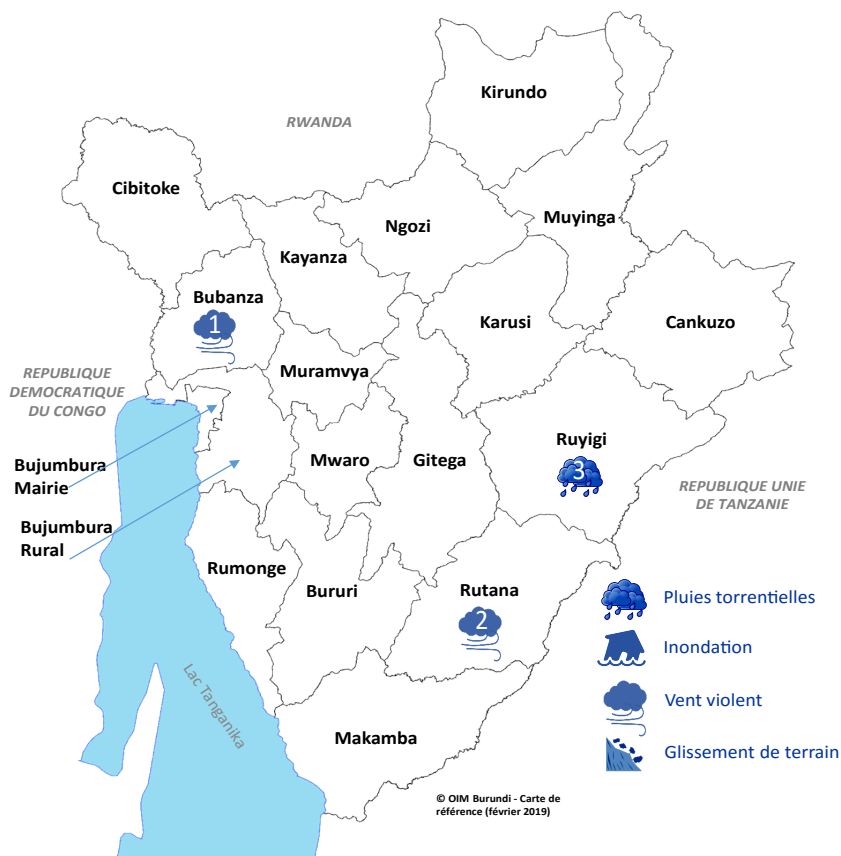 Kirundo
RWANDA
Cibitoke
Muyinga
Ngozi
Kayanza
Bubanza
1
Karusi
Cankuzo
REPUBLIQUE
DEMOCRATIQUE
DU CONGO
Muramvya
Ruyigi
3
Bujumbura
Mairie
Mwaro
Gitega
REPUBLIQUE UNIE
DE TANZANIE
Bujumbura
Rural
Rumonge
Bururi
Rutana
2
Pluies torrentielles
Inondation
Vent violent
Glissement de terrain
Lac Tanganika
Makamba
© OIM Burundi - Carte de
référence (février 2019)